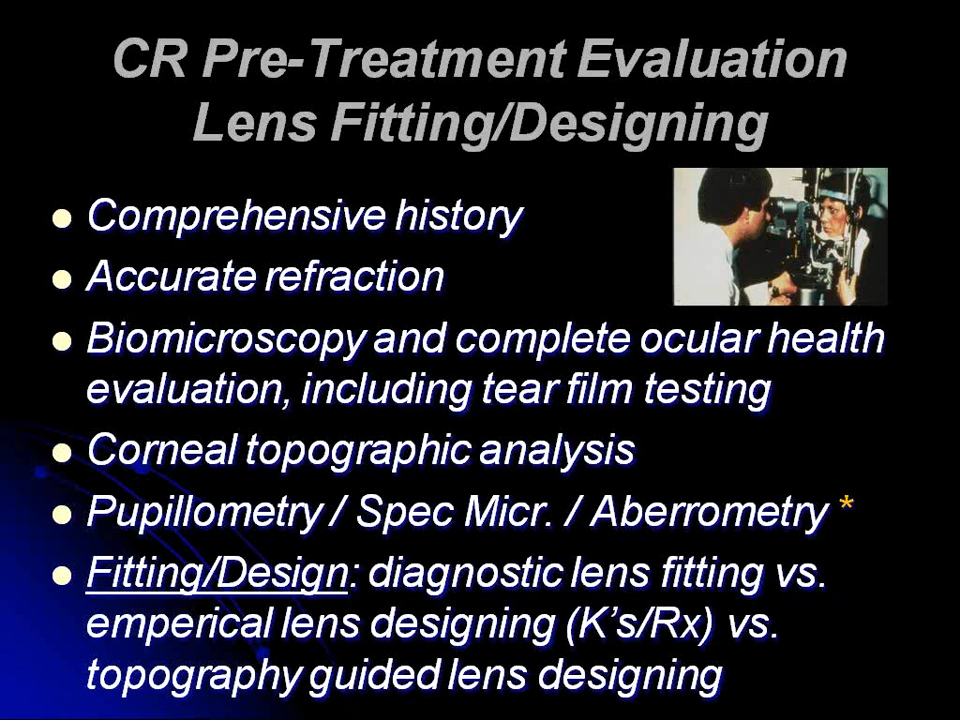 CR Pre-Treatment Evaluation
Lens Fitting/Designing
Comprehensive history
Accurate refraction
Biomicroscopy and complete ocular health
evaluation, including tear film testing
Corneal topographic analysis
Pupillometry / Spec Micr. / Aberrometry *
Fitting/Design: diagnostic lens fitting vs.
emperical lens designing (K's/Rx) vs.
topography guided lens designing